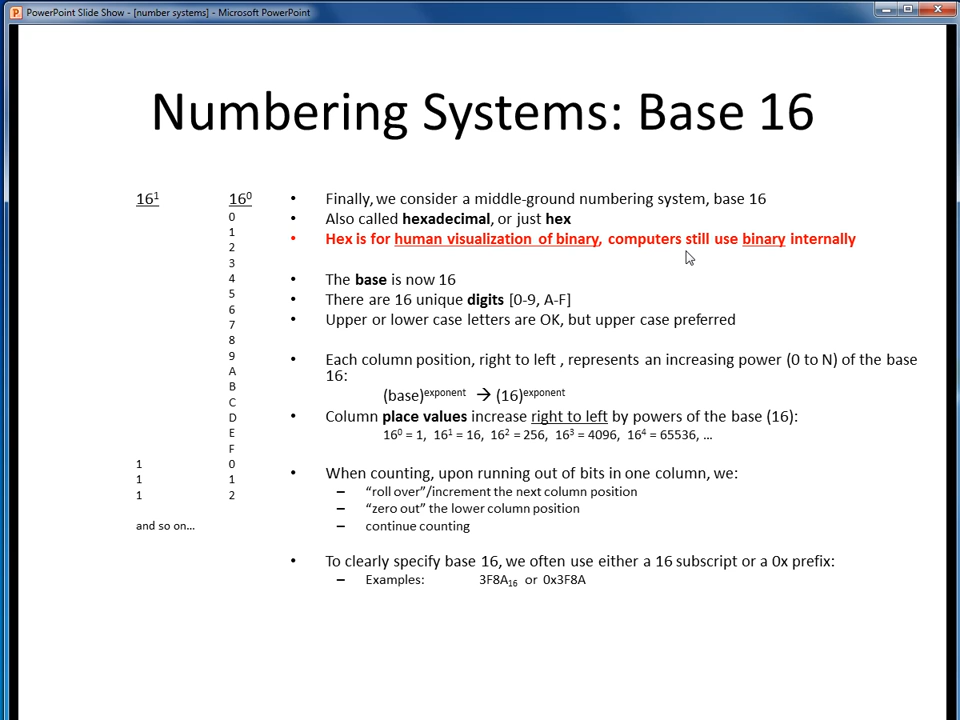 PowerPoint Slide Show - [number systems] - Microsoft PowerPoint
Numbering Systems: Base 16
16¹ 16⁰
0
1
2
3
4
5
6
7
8
9
A
B
C
D
E
F
1 0
1 1
1 2
and so on...
• Finally, we consider a middle-ground numbering system, base 16
• Also called hexadecimal, or just hex
• Hex is for human visualization of binary, computers still use binary internally
• The base is now 16
• There are 16 unique digits [0-9, A-F]
• Upper or lower case letters are OK, but upper case preferred
• Each column position, right to left , represents an increasing power (0 to N) of the base
16:
(base)^exponent → (16)^exponent
• Column place values increase right to left by powers of the base (16):
16⁰ = 1, 16¹ = 16, 16² = 256, 16³ = 4096, 16⁴ = 65536, …
• When counting, upon running out of bits in one column, we:
– “roll over”/increment the next column position
– “zero out” the lower column position
– continue counting
• To clearly specify base 16, we often use either a 16 subscript or a 0x prefix:
– Examples: 3F8A₁₆ or 0x3F8A